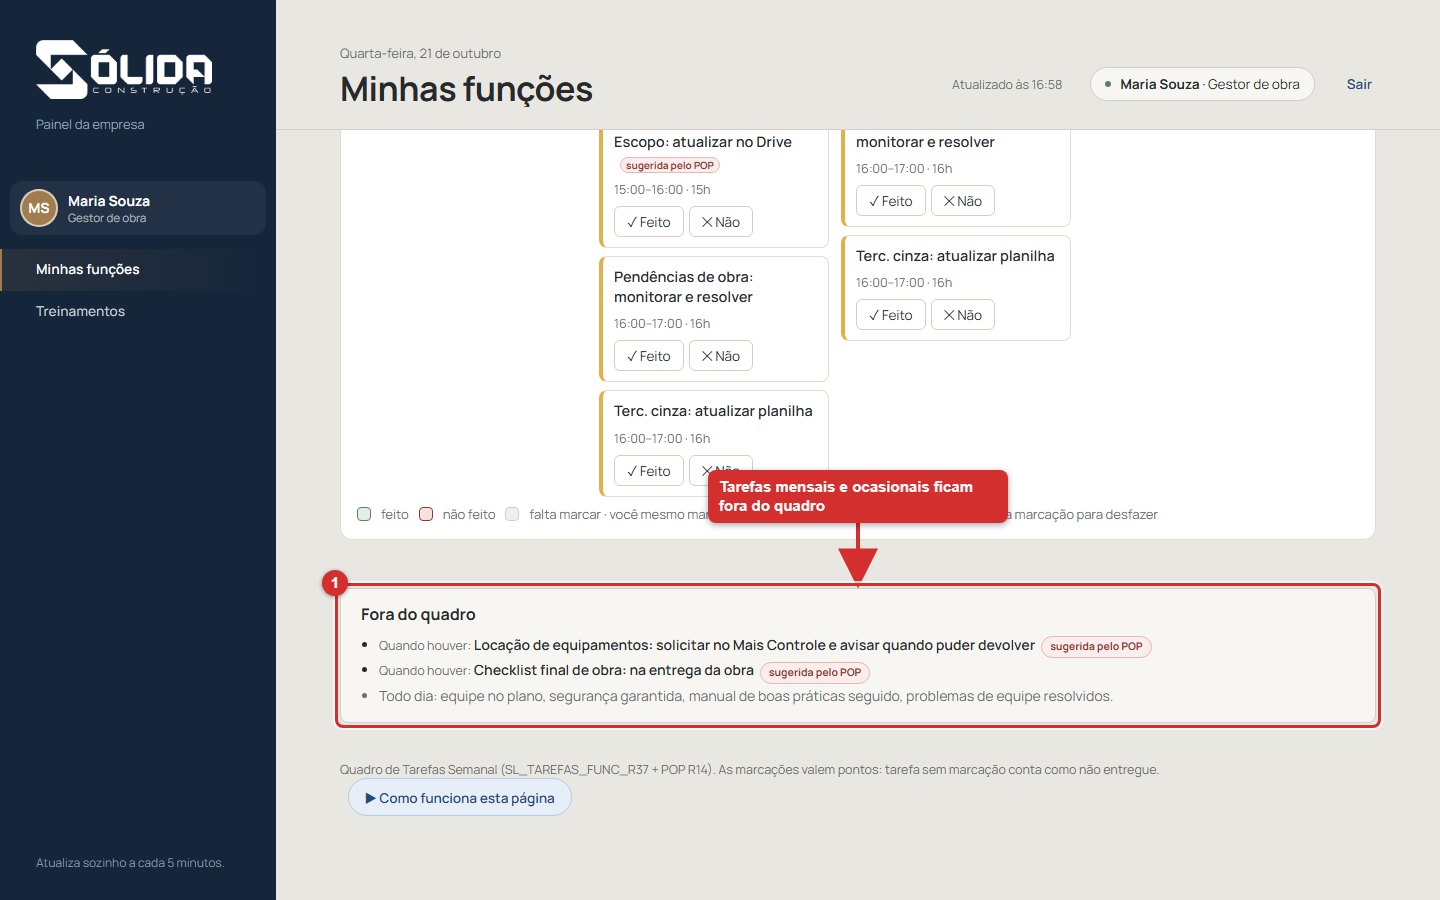 SÓLIDA
CONSTRUÇÃO
Painel da empresa
MS
Maria Souza
Gestor de obra
Minhas funções
Treinamentos
Atualiza sozinho a cada 5 minutos.
Quarta-feira, 21 de outubro
Minhas funções
Atualizado às 16:58
Maria Souza · Gestor de obra
Sair
Escopo: atualizar no Drive
sugerida pelo POP
15:00–16:00 · 15h
✓ Feito
✕ Não
Pendências de obra:
monitorar e resolver
16:00–17:00 · 16h
✓ Feito
✕ Não
Terc. cinza: atualizar planilha
16:00–17:00 · 16h
✓ Feito
✕ Não
monitorar e resolver
16:00–17:00 · 16h
✓ Feito
✕ Não
Terc. cinza: atualizar planilha
16:00–17:00 · 16h
✓ Feito
✕ Não
Tarefas mensais e ocasionais ficam
fora do quadro
feito não feito falta marcar · você mesmo marcação para desfazer
1
Fora do quadro
• Quando houver: Locação de equipamentos: solicitar no Mais Controle e avisar quando puder devolver sugerida pelo POP
• Quando houver: Checklist final de obra: na entrega da obra sugerida pelo POP
• Todo dia: equipe no plano, segurança garantida, manual de boas práticas seguido, problemas de equipe resolvidos.
Quadro de Tarefas Semanal (SL_TAREFAS_FUNC_R37 + POP R14). As marcações valem pontos: tarefa sem marcação conta como não entregue.
▶ Como funciona esta página